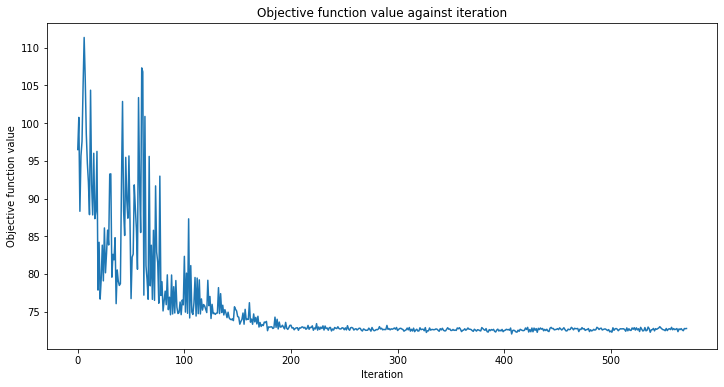 Objective function value against iteration
Objective function value
110
105
100
95
90
85
80
75
0 100 200 300 400 500
Iteration